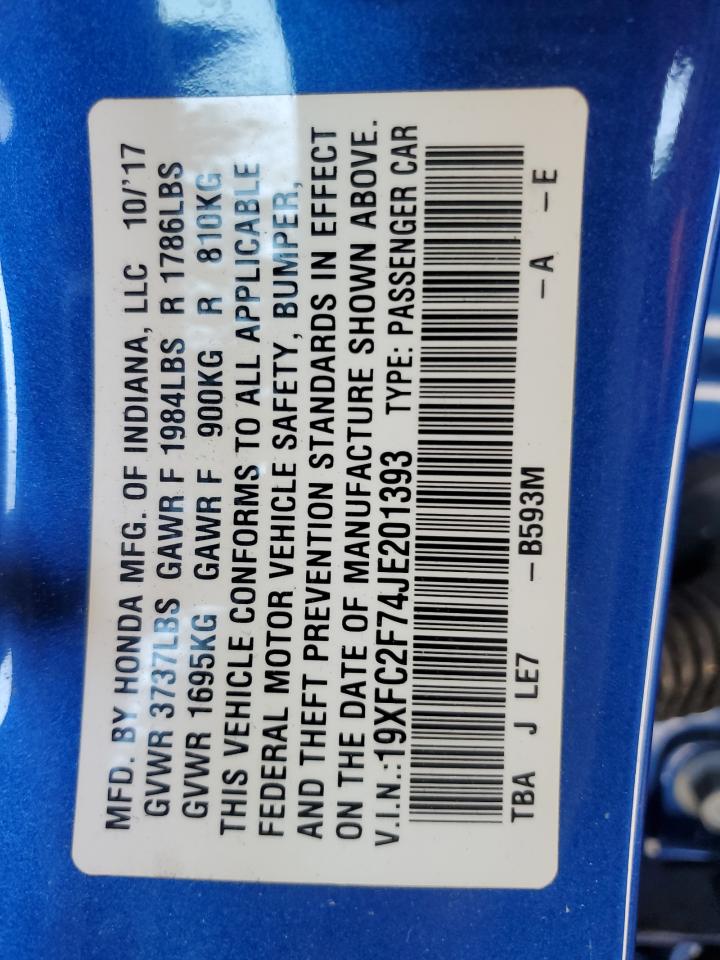 MFD. BY HONDA MFG. OF INDIANA, LLC 10/'17
GVWR 3737LBS GAWR F 1984LBS R 1786LBS
GVWR 1695KG GAWR F 900KG R 810KG
THIS VEHICLE CONFORMS TO ALL APPLICABLE
FEDERAL MOTOR VEHICLE SAFETY, BUMPER,
AND THEFT PREVENTION STANDARDS IN EFFECT
ON THE DATE OF MANUFACTURE SHOWN ABOVE.
V.I.N.:19XFC2F74JE201393 TYPE: PASSENGER CAR
TBA J LE7 -B593M -A -E